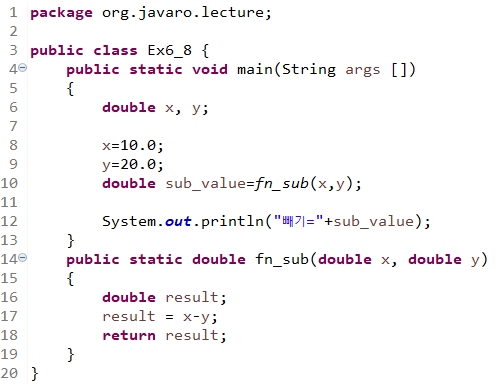 1 package org.javaro.lecture;
2
3 public class Ex6_8 {
4 public static void main(String args [])
5 {
6 double x, y;
7
8 x=10.0;
9 y=20.0;
10 double sub_value=fn_sub(x,y);
11
12 System.out.println("빼기="+sub_value);
13 }
14 public static double fn_sub(double x, double y)
15 {
16 double result;
17 result = x-y;
18 return result;
19 }
20 }